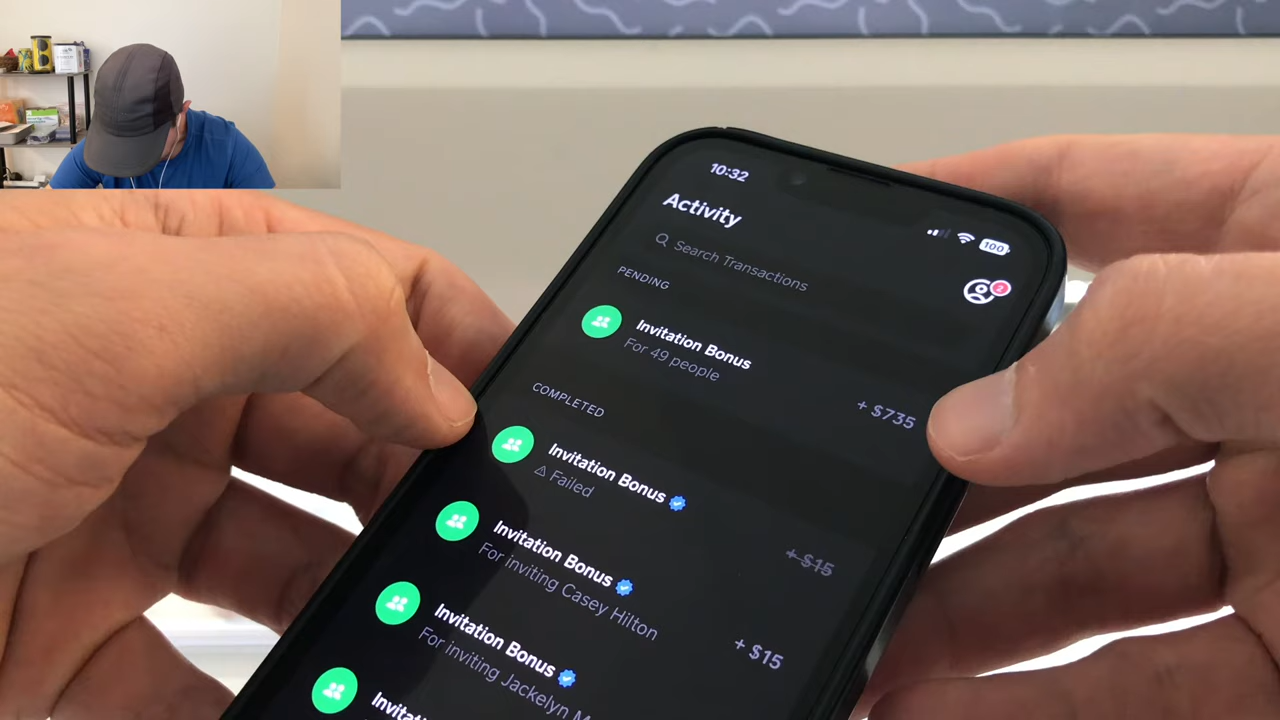 10:32
100
Activity
2
Search Transactions
PENDING
Invitation Bonus
For 49 people
+ $735
COMPLETED
Invitation Bonus
Failed
+ $15
Invitation Bonus
For inviting Casey Hilton
+ $15
Invitation Bonus
For inviting Jackelyn M